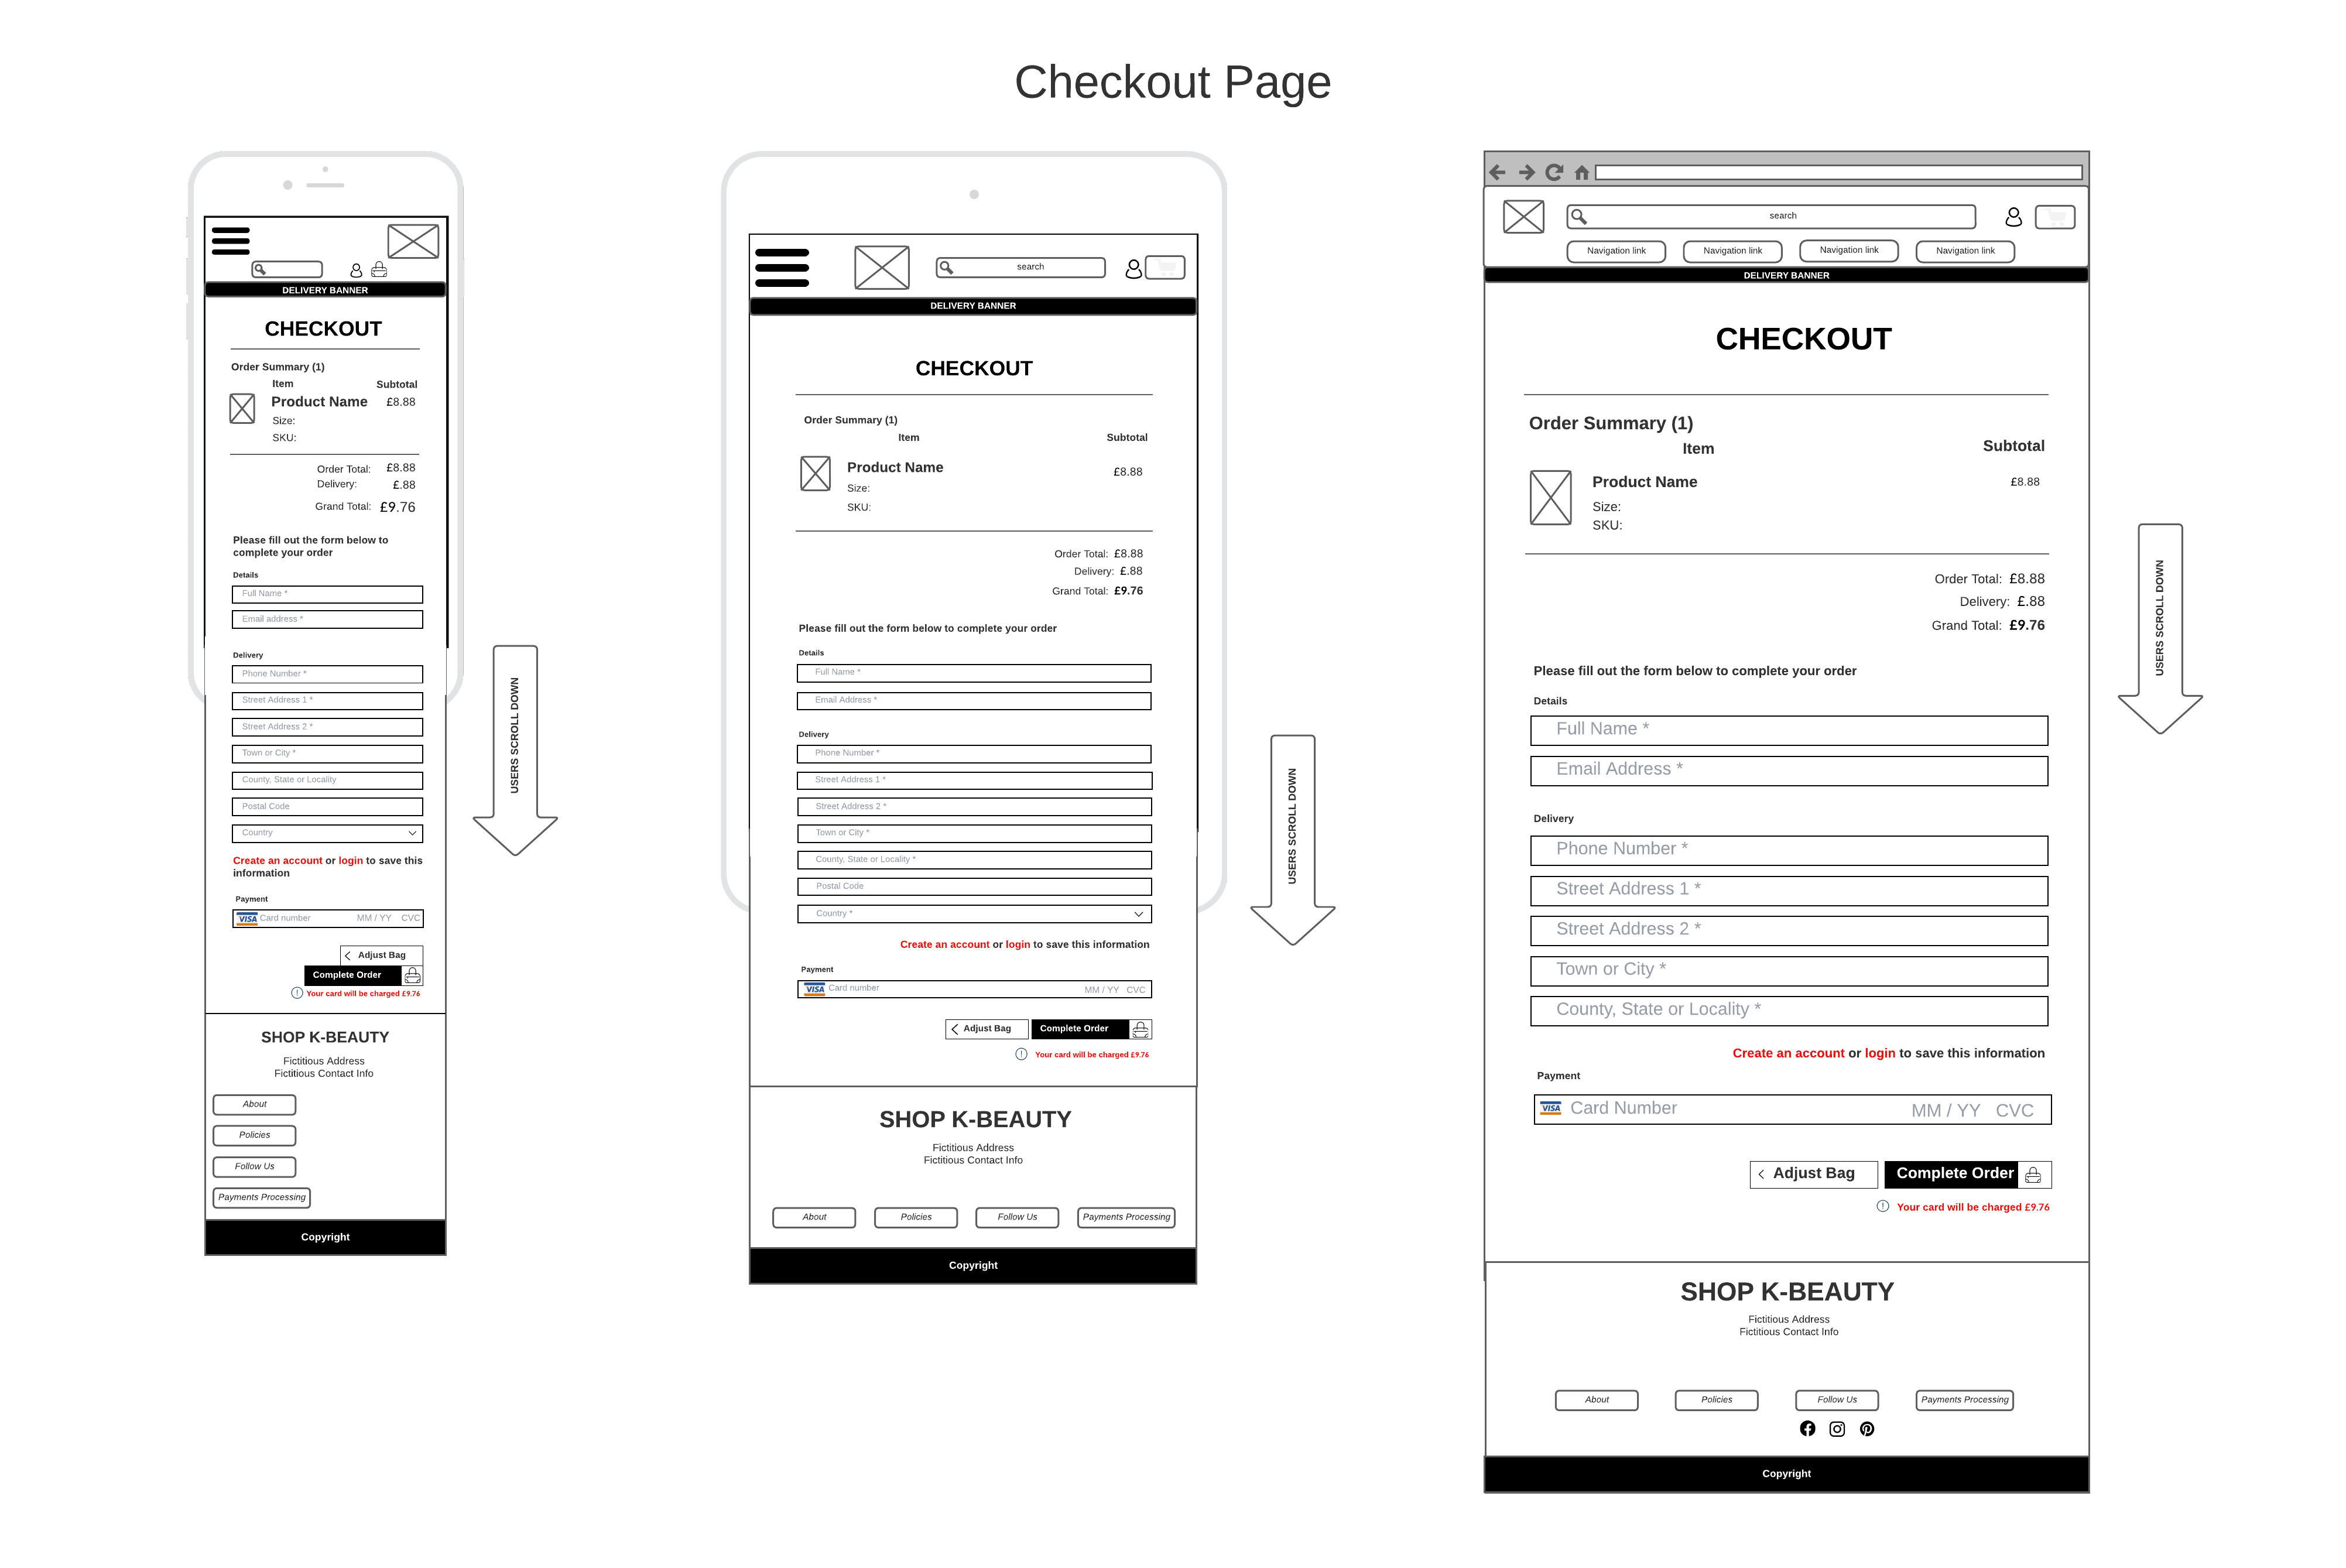 Checkout Page
DELIVERY BANNER
CHECKOUT
Order Summary (1)
Item Subtotal
Product Name £8.88
Size:
SKU:
Order Total: £8.88
Delivery: £.88
Grand Total: £9.76
Please fill out the form below to
complete your order
Details
Full Name *
Email address *
Delivery
Phone Number *
Street Address 1 *
Street Address 2 *
Town or City *
County, State or Locality
Postal Code
Country
Create an account or login to save this
information
Payment
VISA Card number MM / YY CVC
Adjust Bag
Complete Order
! Your card will be charged £9.76
SHOP K-BEAUTY
Fictitious Address
Fictitious Contact Info
About
Policies
Follow Us
Payments Processing
Copyright
USERS SCROLL DOWN
search
DELIVERY BANNER
CHECKOUT
Order Summary (1)
Item Subtotal
Product Name £8.88
Size:
SKU:
Order Total: £8.88
Delivery: £.88
Grand Total: £9.76
Please fill out the form below to complete your order
Details
Full Name *
Email Address *
Delivery
Phone Number *
Street Address 1 *
Street Address 2 *
Town or City *
County, State or Locality *
Postal Code
Country *
Create an account or login to save this information
Payment
VISA Card number MM / YY CVC
Adjust Bag Complete Order
! Your card will be charged £9.76
SHOP K-BEAUTY
Fictitious Address
Fictitious Contact Info
About Policies Follow Us Payments Processing
Copyright
USERS SCROLL DOWN
search
Navigation link Navigation link Navigation link Navigation link
DELIVERY BANNER
CHECKOUT
Order Summary (1)
Item Subtotal
Product Name £8.88
Size:
SKU:
Order Total: £8.88
Delivery: £.88
Grand Total: £9.76
Please fill out the form below to complete your order
Details
Full Name *
Email Address *
Delivery
Phone Number *
Street Address 1 *
Street Address 2 *
Town or City *
County, State or Locality *
Create an account or login to save this information
Payment
VISA Card Number MM / YY CVC
Adjust Bag Complete Order
! Your card will be charged £9.76
SHOP K-BEAUTY
Fictitious Address
Fictitious Contact Info
About Policies Follow Us Payments Processing
Copyright
USERS SCROLL DOWN